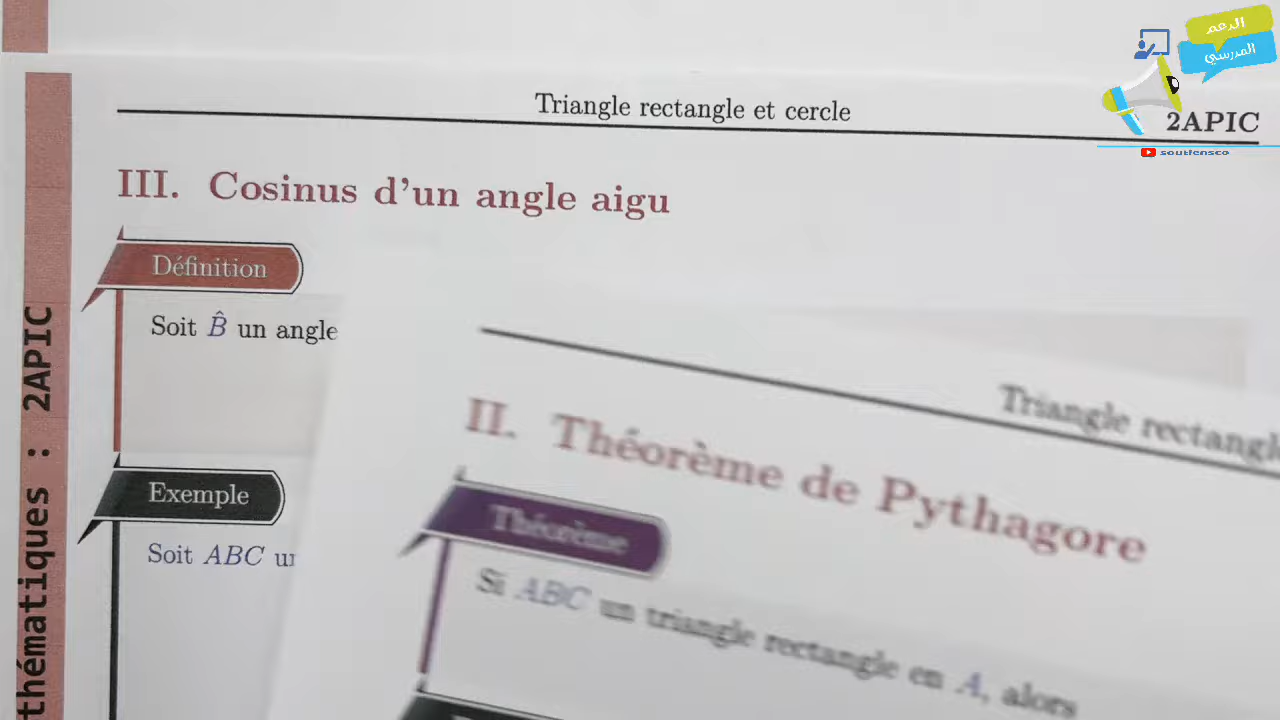 الدعم
المدرسي
Triangle rectangle et cercle
2APIC
soutiensco
III. Cosinus d'un angle aigu
Définition
Soit B̂ un angle
Exemple
Soit ABC
thématiques : 2APIC
Triangle rectangle
II. Théorème de Pythagore
Théorème
Si ABC un triangle rectangle en A, alors